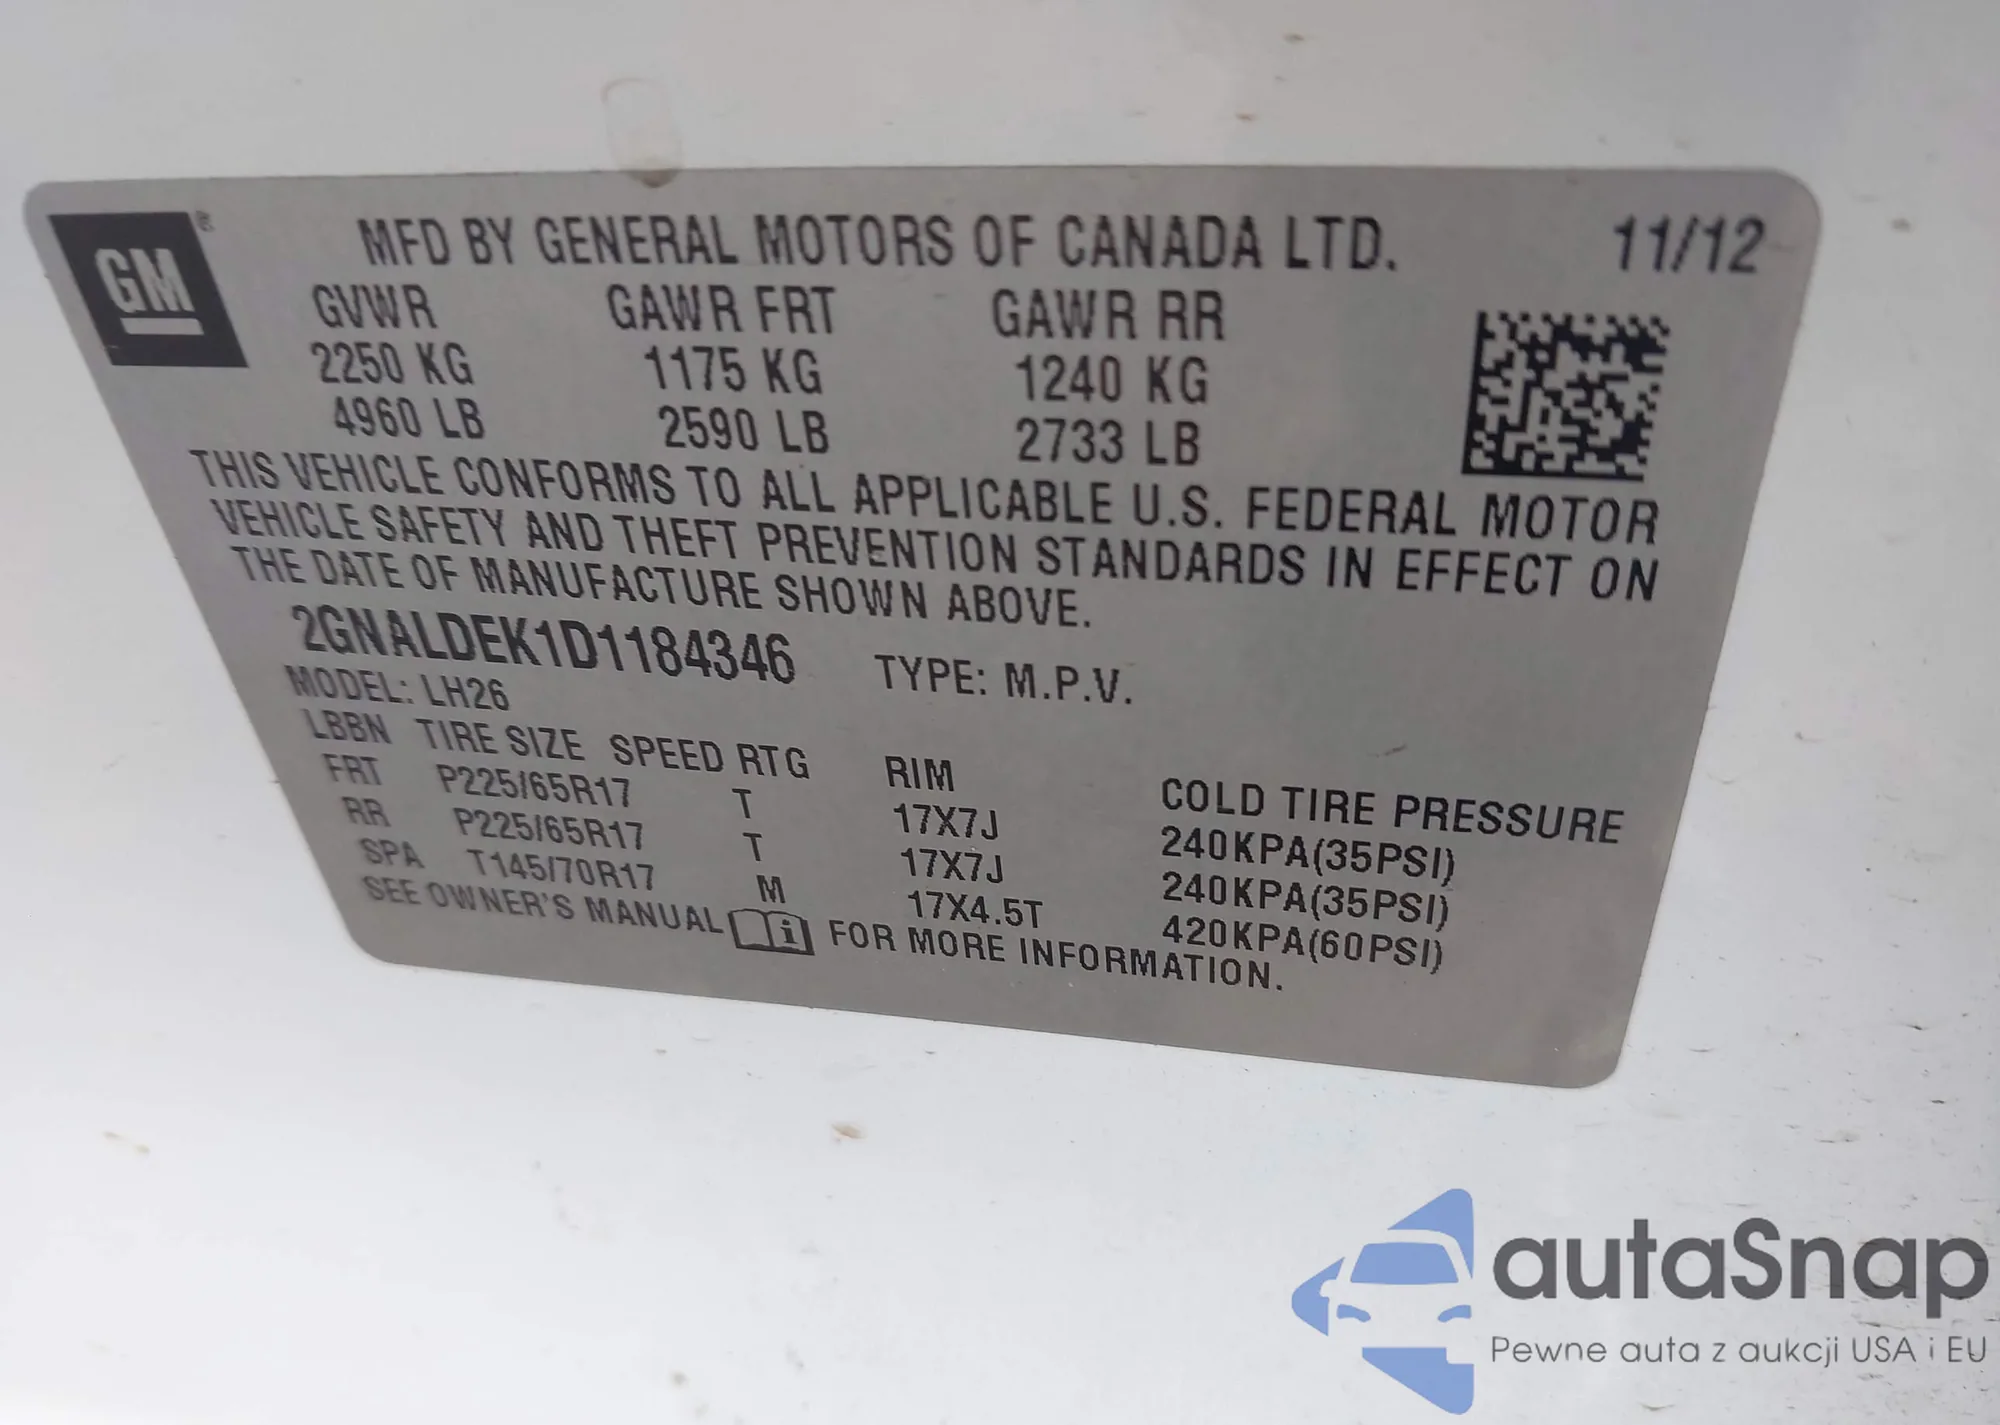 GM ®
MFD BY GENERAL MOTORS OF CANADA LTD. 11/12
GVWR GAWR FRT GAWR RR
2250 KG 1175 KG 1240 KG
4960 LB 2590 LB 2733 LB
THIS VEHICLE CONFORMS TO ALL APPLICABLE U.S. FEDERAL MOTOR
VEHICLE SAFETY AND THEFT PREVENTION STANDARDS IN EFFECT ON
THE DATE OF MANUFACTURE SHOWN ABOVE.
2GNALDEK1D1184346 TYPE: M.P.V.
MODEL: LH26
LBBN TIRE SIZE SPEED RTG RIM COLD TIRE PRESSURE
FRT P225/65R17 T 17X7J 240KPA(35PSI)
RR P225/65R17 T 17X7J 240KPA(35PSI)
SPA T145/70R17 M 17X4.5T 420KPA(60PSI)
SEE OWNER'S MANUAL i FOR MORE INFORMATION.
autaSnap
Pewne auta z aukcji USA i EU